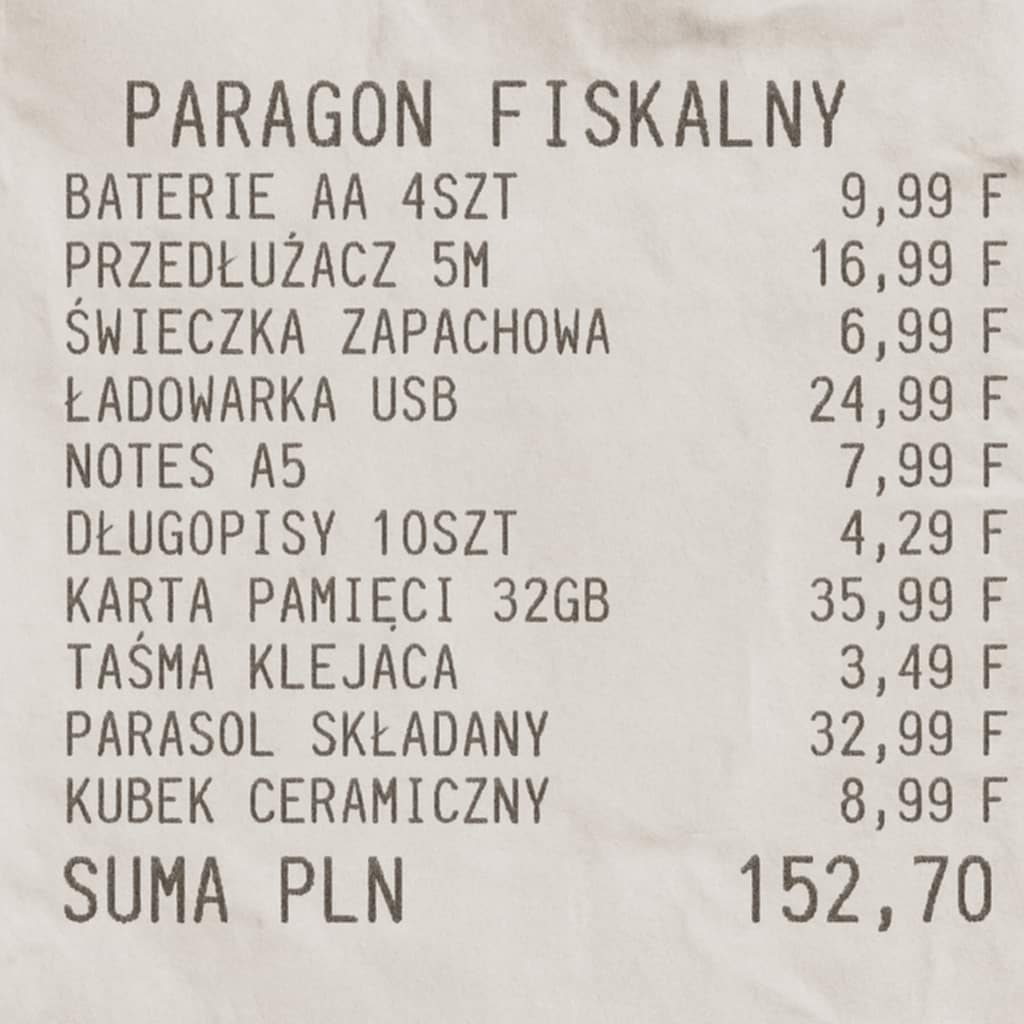 PARAGON FISKALNY
BATERIE AA 4SZT 9,99 F
PRZEDŁUŹACZ 5M 16,99 F
ŚWIECZKA ZAPACHOWA 6,99 F
ŁADOWARKA USB 24,99 F
NOTES A5 7,99 F
DŁUGOPISY 10SZT 4,29 F
KARTA PAMIĘCI 32GB 35,99 F
TAŚMA KLEJACA 3,49 F
PARASOL SKŁADANY 32,99 F
KUBEK CERAMICZNY 8,99 F
SUMA PLN 152,70